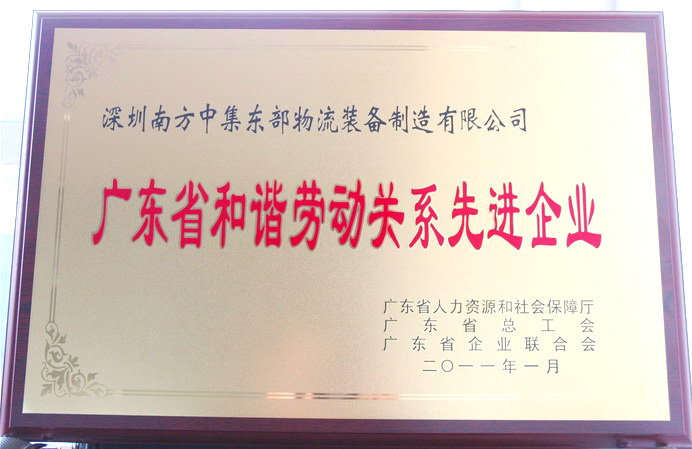 深圳南方中集东部物流装备制造有限公司
广东省和谐劳动关系先进企业
广东省人力资源和社会保障厅
广东省总工会
广东省企业联合会
二〇一一年一月